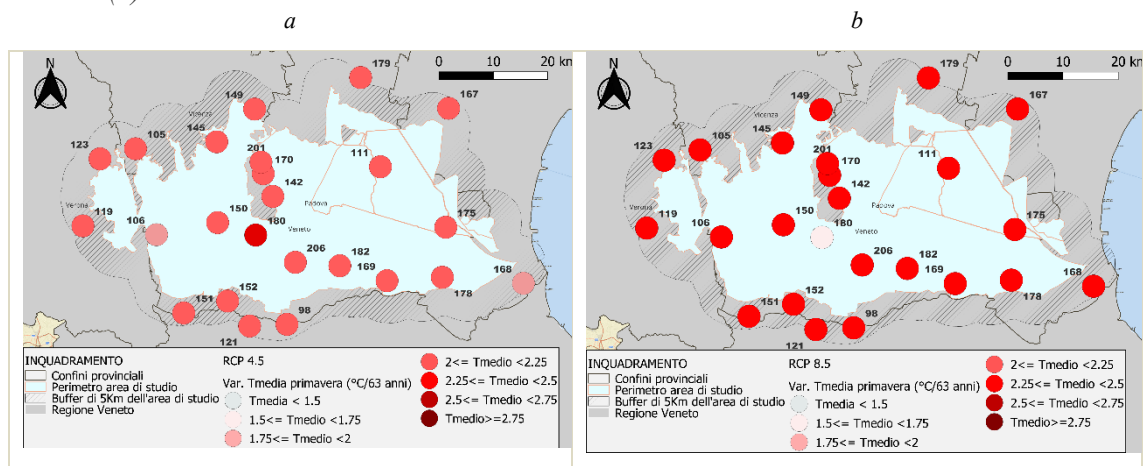 a
b
N
0 10 20 km
179
167
149
Vicenza
145
105
123
201
170
111
142
Verona
119
106
150
Padova
175
180
Veneto
206
182
169
168
178
151
152
98
121
INQUADRAMENTO
Confini provinciali
Perimetro area di studio
Buffer di 5Km dell'area di studio
Regione Veneto
RCP 4.5
Var. Tmedia primavera (°C/63 anni)
Tmedia < 1.5
1.5<= Tmedio <1.75
1.75<= Tmedio <2
2<= Tmedio <2.25
2.25<= Tmedio <2.5
2.5<= Tmedio <2.75
Tmedio>=2.75
N
0 10 20 km
179
167
149
Vicenza
145
105
123
201
170
111
142
Verona
119
106
150
Padova
175
180
Veneto
206
182
169
168
178
151
152
98
121
INQUADRAMENTO
Confini provinciali
Perimetro area di studio
Buffer di 5Km dell'area di studio
Regione Veneto
RCP 8.5
Var. Tmedia primavera (°C/63 anni)
Tmedia < 1.5
1.5<= Tmedio <1.75
1.75<= Tmedio <2
2<= Tmedio <2.25
2.25<= Tmedio <2.5
2.5<= Tmedio <2.75
Tmedio>=2.75